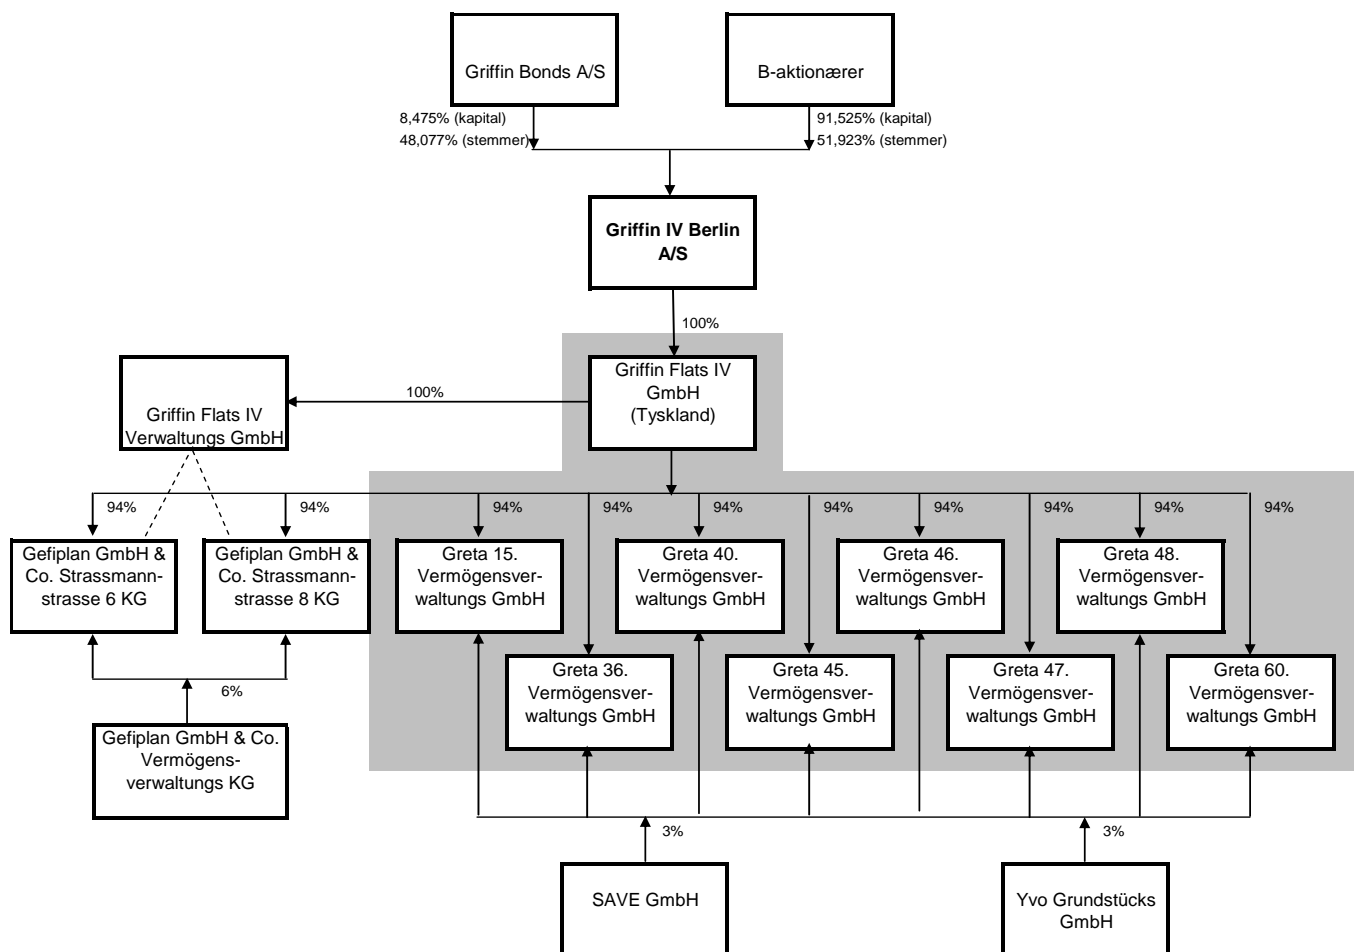 Griffin Bonds A/S
B-aktionærer
8,475% (kapital)
48,077% (stemmer)
91,525% (kapital)
51,923% (stemmer)
Griffin IV Berlin
A/S
100%
Griffin Flats IV
GmbH
(Tyskland)
100%
Griffin Flats IV
Verwaltungs GmbH
94%
94%
94%
94%
94%
94%
94%
94%
94%
94%
Gefiplan GmbH &
Co. Strassmann-
strasse 6 KG
Gefiplan GmbH &
Co. Strassmann-
strasse 8 KG
Greta 15.
Vermögensver-
waltungs GmbH
Greta 40.
Vermögensver-
waltungs GmbH
Greta 46.
Vermögensver-
waltungs GmbH
Greta 48.
Vermögensver-
waltungs GmbH
Greta 36.
Vermögensver-
waltungs GmbH
Greta 45.
Vermögensver-
waltungs GmbH
Greta 47.
Vermögensver-
waltungs GmbH
Greta 60.
Vermögensver-
waltungs GmbH
6%
Gefiplan GmbH & Co.
Vermögens-
verwaltungs KG
3%
3%
SAVE GmbH
Yvo Grundstücks
GmbH